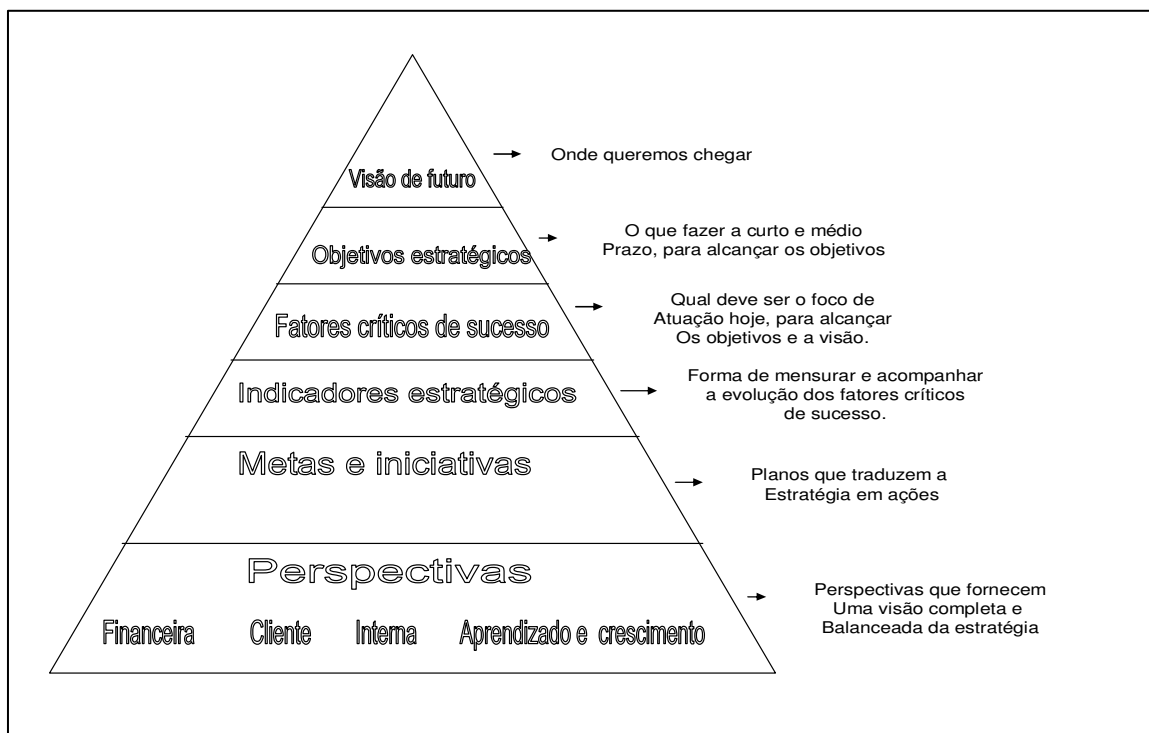 Onde queremos chegar
Visão de futuro
O que fazer a curto e médio
Prazo, para alcançar os objetivos
Objetivos estratégicos
Qual deve ser o foco de
Atuação hoje, para alcançar
Os objetivos e a visão.
Fatores críticos de sucesso
Forma de mensurar e acompanhar
a evolução dos fatores críticos
de sucesso.
Indicadores estratégicos
Metas e iniciativas
Planos que traduzem a
Estratégia em ações
Perspectivas
Perspectivas que fornecem
Uma visão completa e
Balanceada da estratégia
Financeira Cliente Interna Aprendizado e crescimento